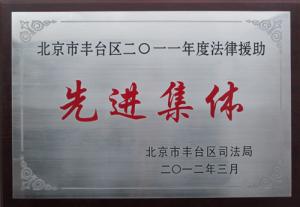 北京市丰台区二〇一一年度法律援助
先进集体
北京市丰台区司法局
二〇一二年三月